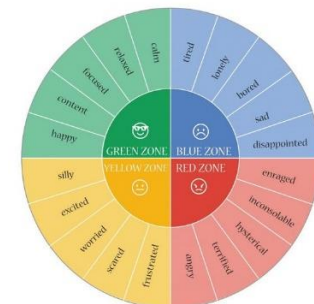 calm
relaxed
focused
content
happy
GREEN ZONE
tired
lonely
bored
sad
disappointed
BLUE ZONE
silly
excited
worried
scared
frustrated
YELLOW ZONE
enraged
inconsolable
hysterical
terrified
angry
RED ZONE